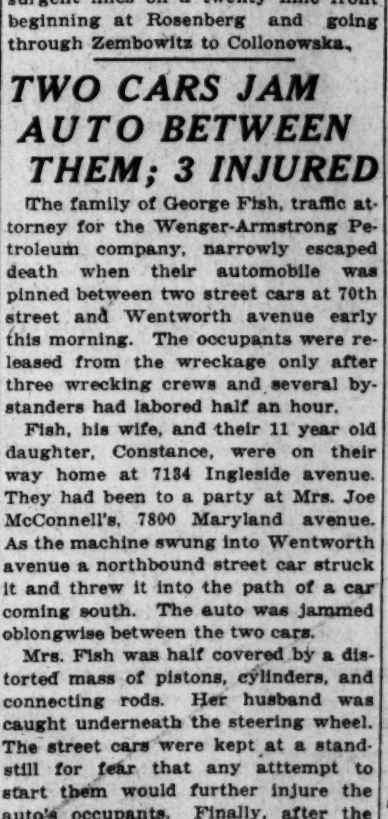 surgent lines on a twenty mile front
beginning at Rosenberg and going
through Zembowitz to Collonowska.
TWO CARS JAM
AUTO BETWEEN
THEM; 3 INJURED
The family of George Fish, traffic at-
torney for the Wenger-Armstrong Pe-
troleum company, narrowly escaped
death when their automobile was
pinned between two street cars at 70th
street and Wentworth avenue early
this morning. The occupants were re-
leased from the wreckage only after
three wrecking crews and several by-
standers had labored half an hour.
Fish, his wife, and their 11 year old
daughter, Constance, were on their
way home at 7134 Ingleside avenue.
They had been to a party at Mrs. Joe
McConnell's, 7800 Maryland avenue.
As the machine swung into Wentworth
avenue a northbound street car struck
it and threw it into the path of a car
coming south. The auto was jammed
oblongwise between the two cars.
Mrs. Fish was half covered by a dis-
torted mass of pistons, cylinders, and
connecting rods. Her husband was
caught underneath the steering wheel.
The street cars were kept at a stand-
still for fear that any atttempt to
start them would further injure the
auto's occupants. Finally, after the